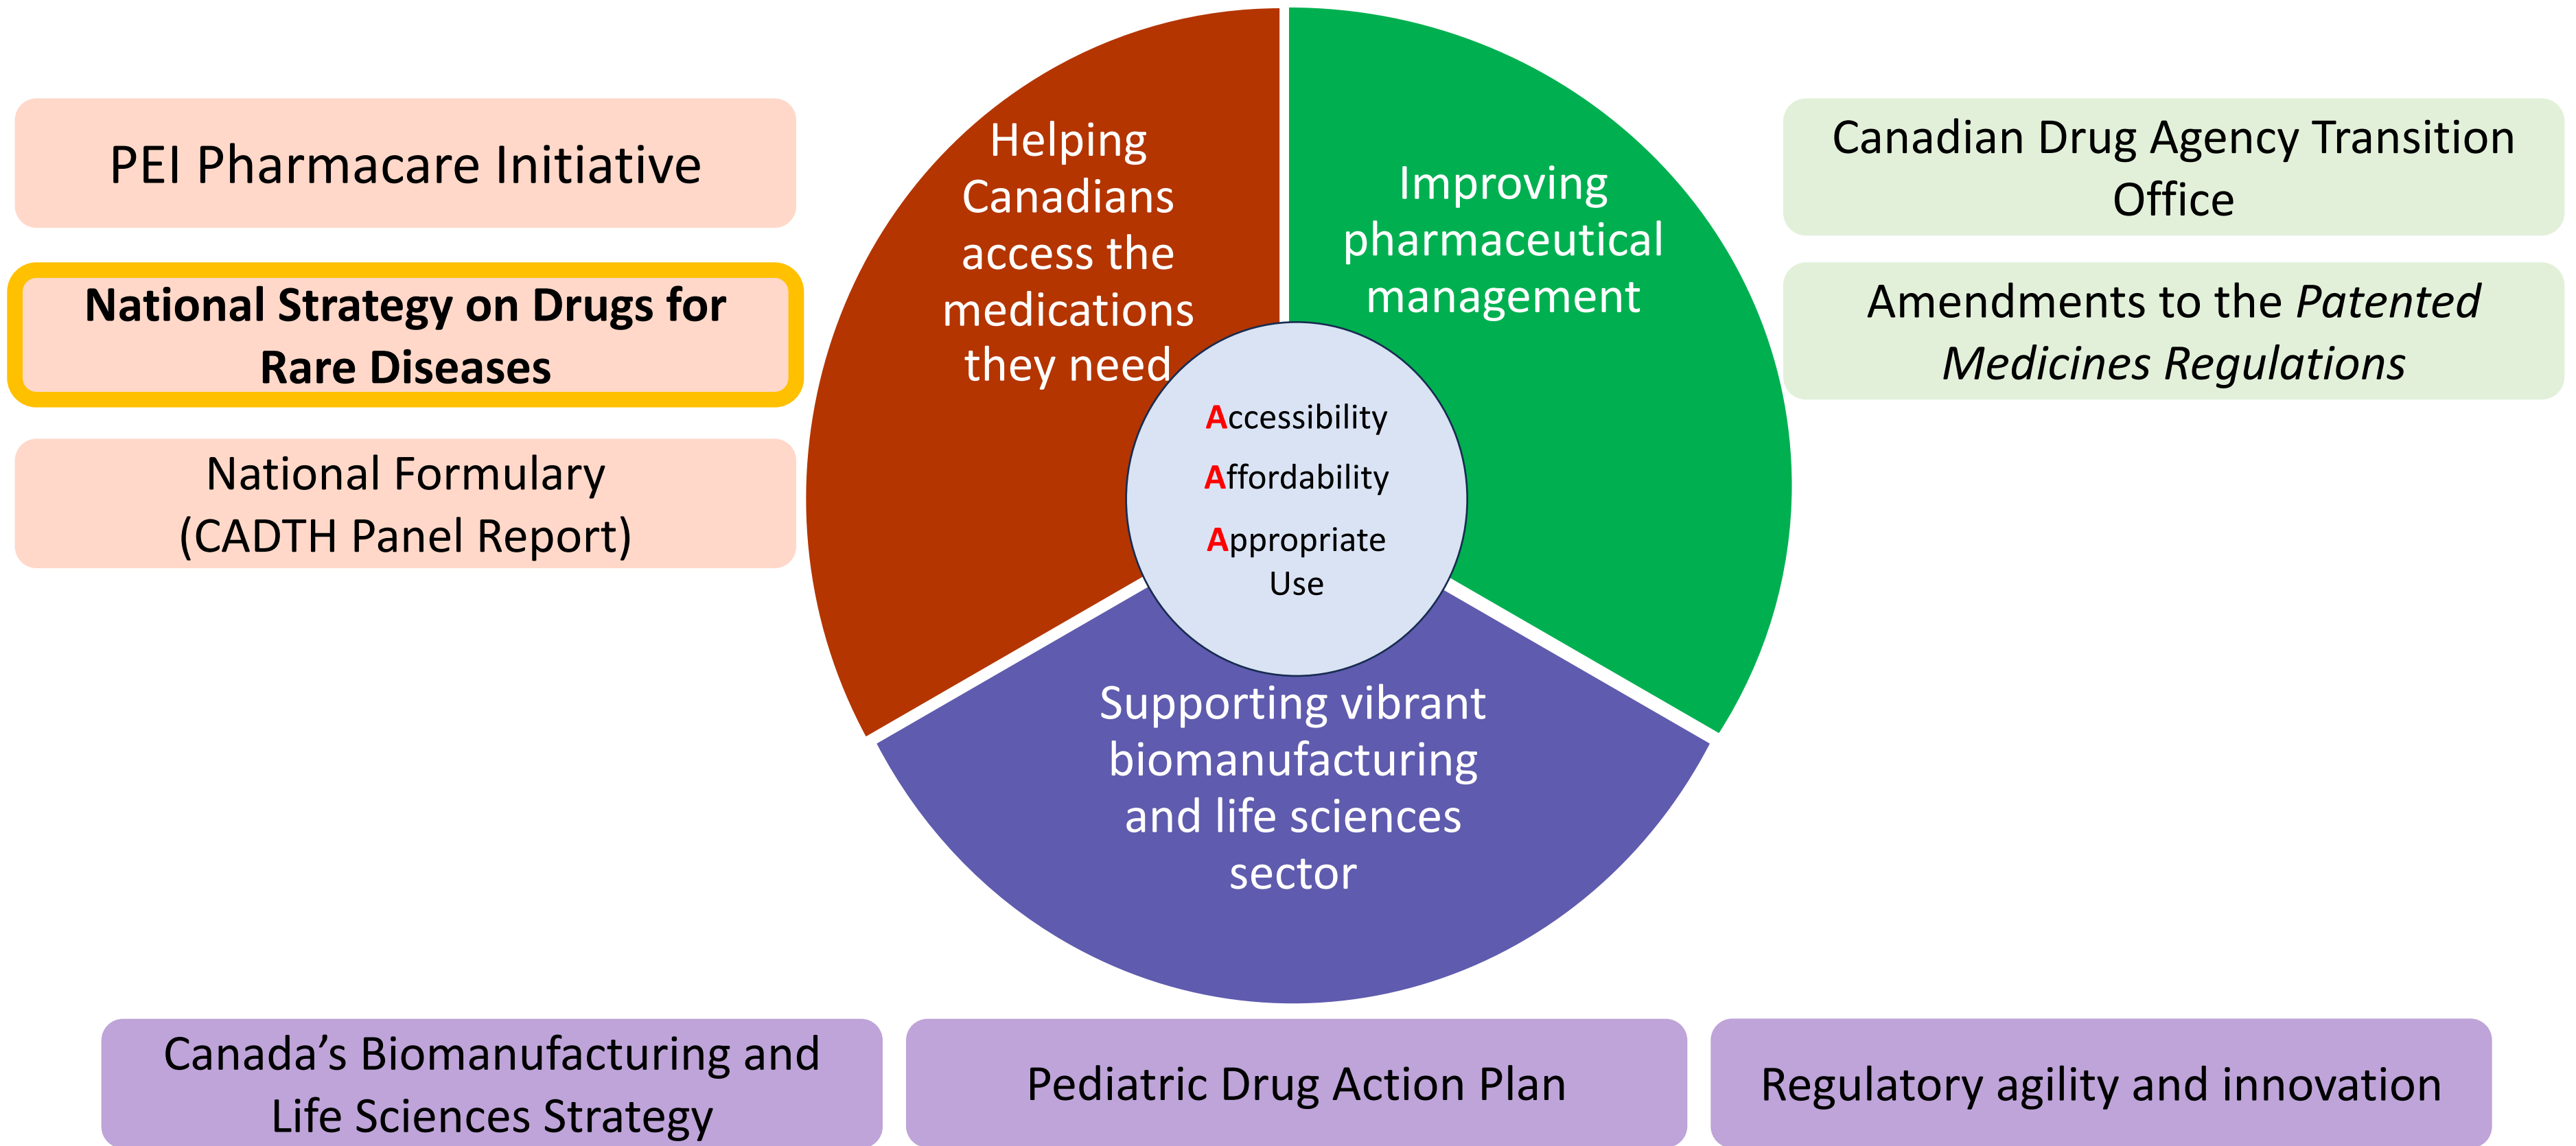 PEI Pharmacare Initiative
National Strategy on Drugs for
Rare Diseases
National Formulary
(CADTH Panel Report)
Helping
Canadians
access the
medications
they need
Improving
pharmaceutical
management
Canadian Drug Agency Transition
Office
Amendments to the Patented
Medicines Regulations
Accessibility
Affordability
Appropriate
Use
Supporting vibrant
biomanufacturing
and life sciences
sector
Canada’s Biomanufacturing and
Life Sciences Strategy
Pediatric Drug Action Plan
Regulatory agility and innovation